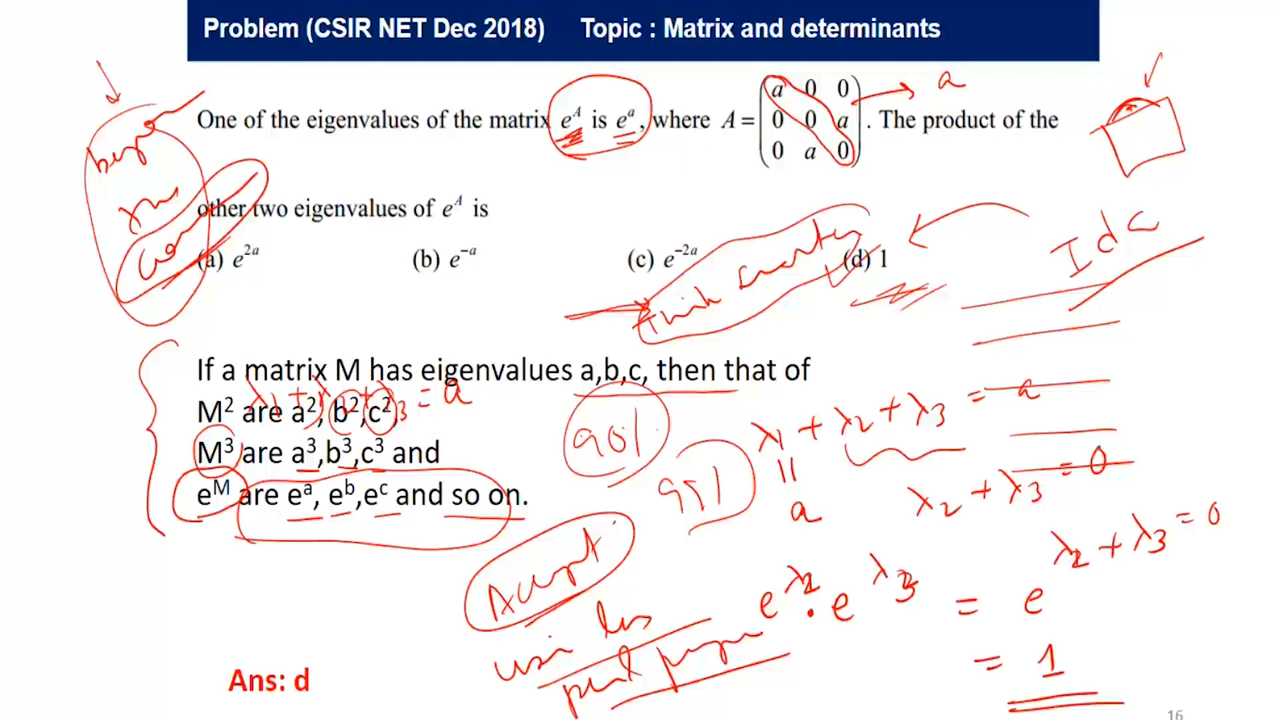 Problem (CSIR NET Dec 2018) Topic : Matrix and determinants
One of the eigenvalues of the matrix e^A is e^a, where A = (a 0 0 / 0 0 a / 0 a 0). The product of the
a
other two eigenvalues of e^A is
(a) e^{2a} (b) e^{-a} (c) e^{-2a} (d) 1
If a matrix M has eigenvalues a,b,c, then that of
M² are a², b², c²,
M³ are a³,b³,c³ and
e^M are e^a, e^b,e^c and so on.
λ1 + λ2 + λ3 = a
90%
95%
λ1 + λ2 + λ3 = a
a
λ2 + λ3 = 0
Accept
e^{λ2} · e^{λ3} = e^{λ2 + λ3 = 0}
= 1
Ans: d
16